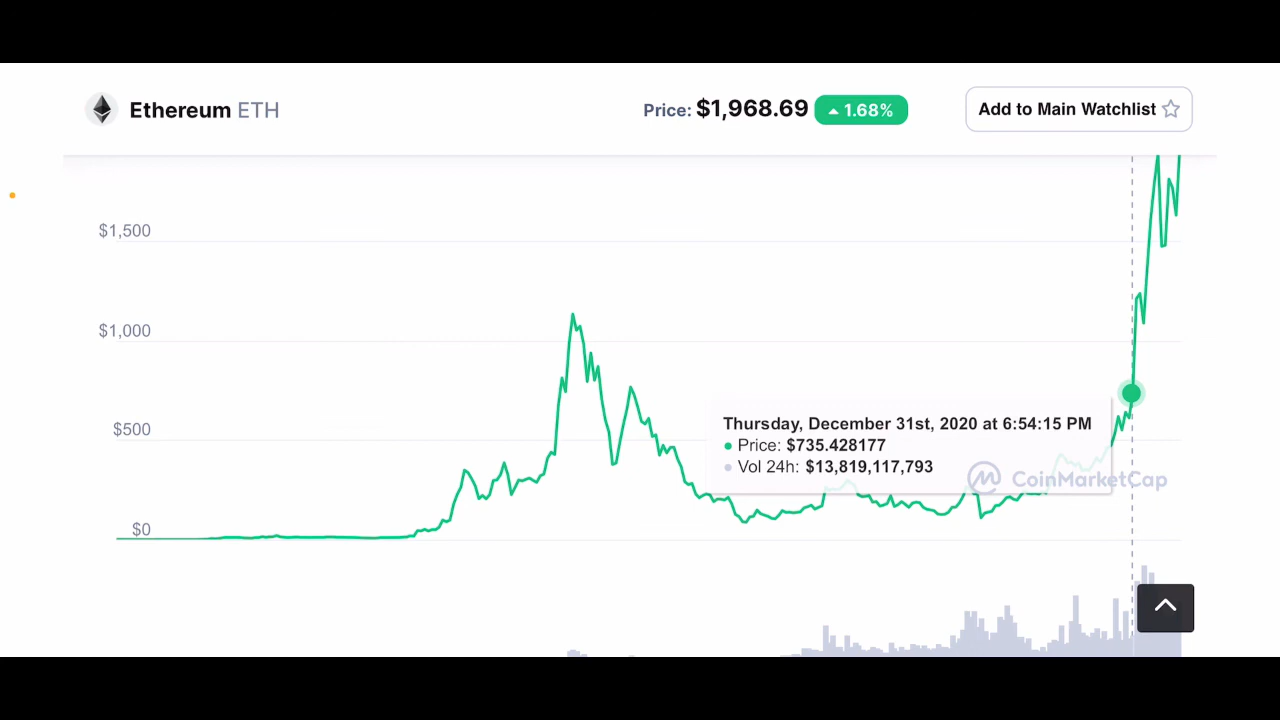 Ethereum ETH
Price: $1,968.69 1.68%
Add to Main Watchlist
$1,500
$1,000
$500
$0
Thursday, December 31st, 2020 at 6:54:15 PM
Price: $735.428177
Vol 24h: $13,819,117,793
CoinMarketCap